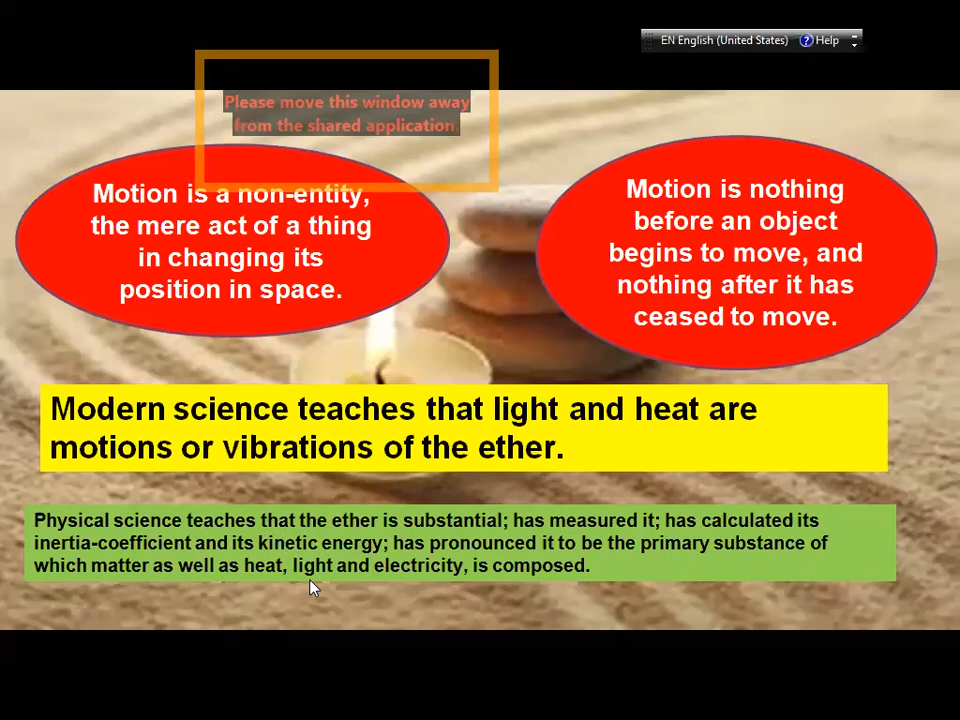 EN English (United States) Help
Please move this window away
from the shared application.
Motion is a non-entity,
the mere act of a thing
in changing its
position in space.
Motion is nothing
before an object
begins to move, and
nothing after it has
ceased to move.
Modern science teaches that light and heat are
motions or vibrations of the ether.
Physical science teaches that the ether is substantial; has measured it; has calculated its
inertia-coefficient and its kinetic energy; has pronounced it to be the primary substance of
which matter as well as heat, light and electricity, is composed.